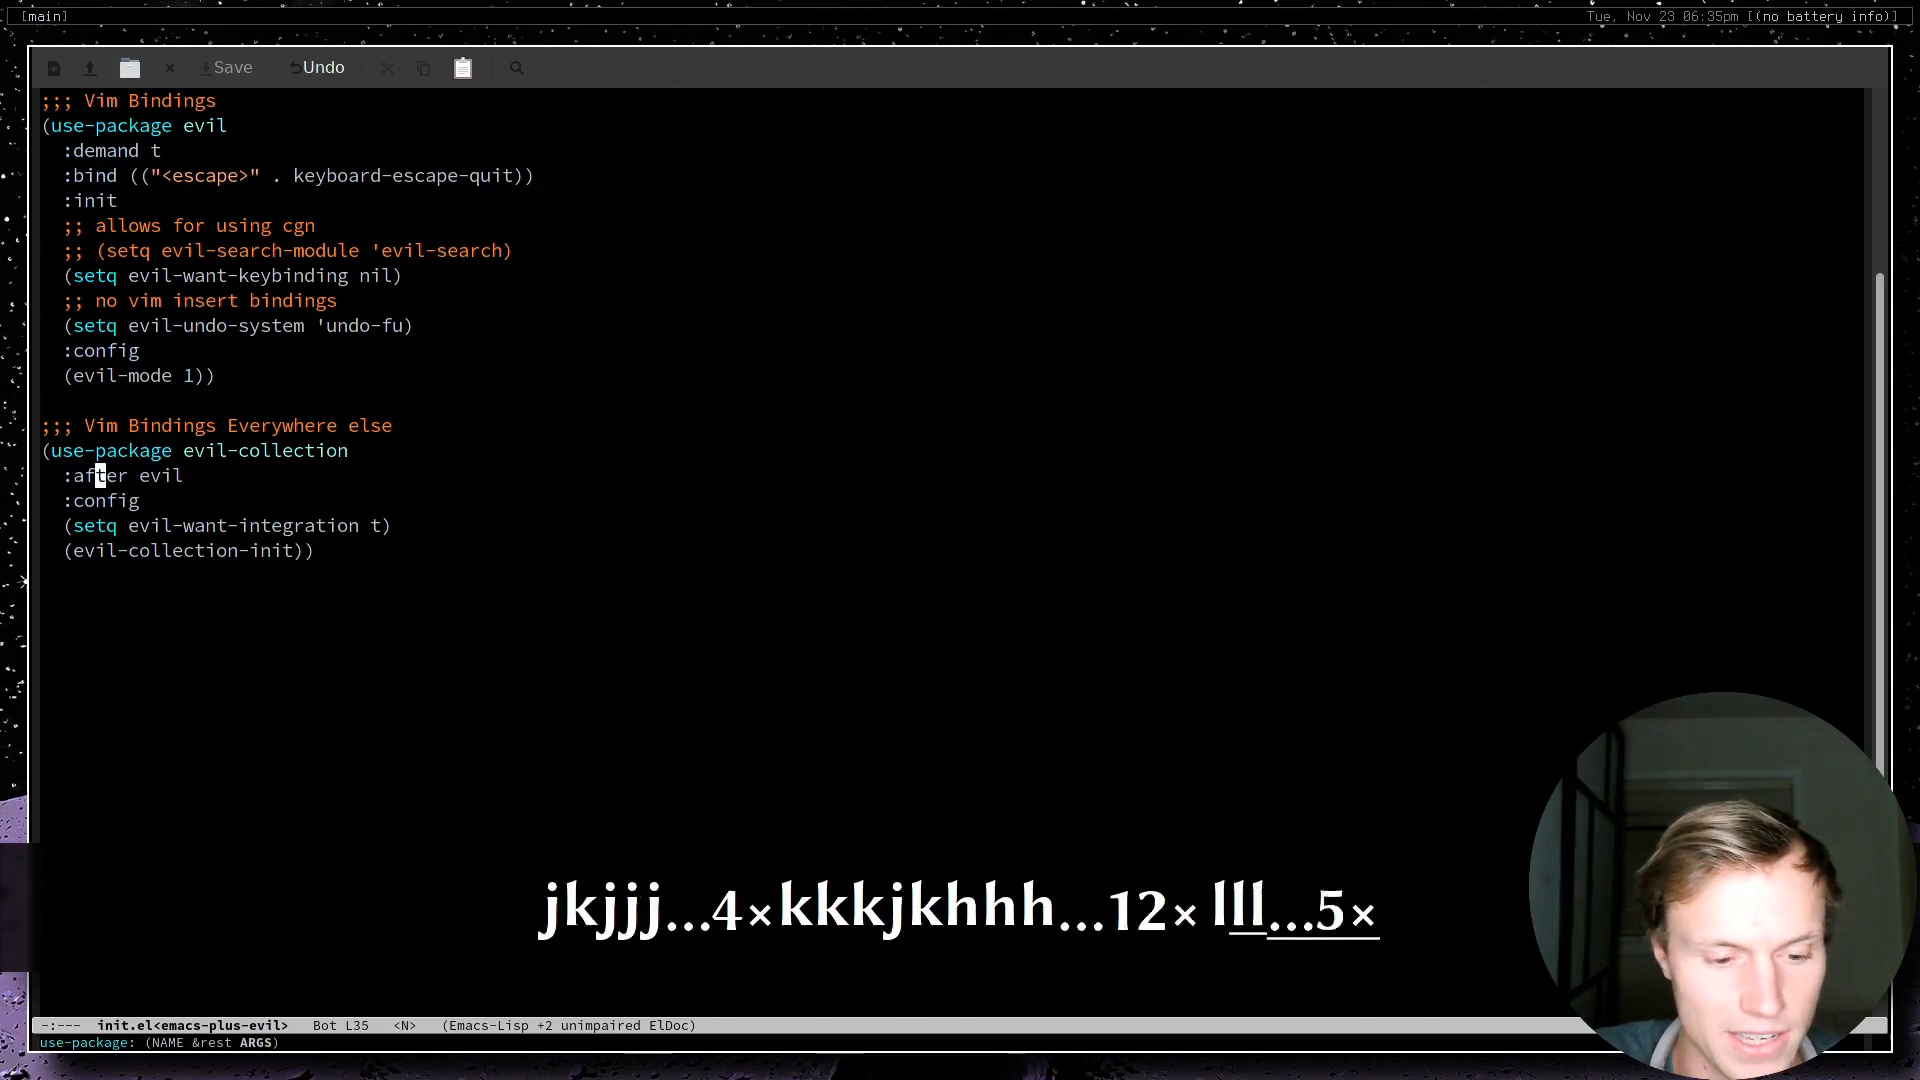 [main] Tue, Nov 23 06:35pm [(no battery info)]
Save Undo
;;; Vim Bindings
(use-package evil
  :demand t
  :bind (("<escape>" . keyboard-escape-quit))
  :init
  ;; allows for using cgn
  ;; (setq evil-search-module 'evil-search)
  (setq evil-want-keybinding nil)
  ;; no vim insert bindings
  (setq evil-undo-system 'undo-fu)
  :config
  (evil-mode 1))
;;; Vim Bindings Everywhere else
(use-package evil-collection
  :after evil
  :config
  (setq evil-want-integration t)
  (evil-collection-init))
jkjjj...4×kkkjkhhh...12× lll...5×
-:--- init.el<emacs-plus-evil> Bot L35 <N> (Emacs-Lisp +2 unimpaired ElDoc)
use-package: (NAME &rest ARGS)